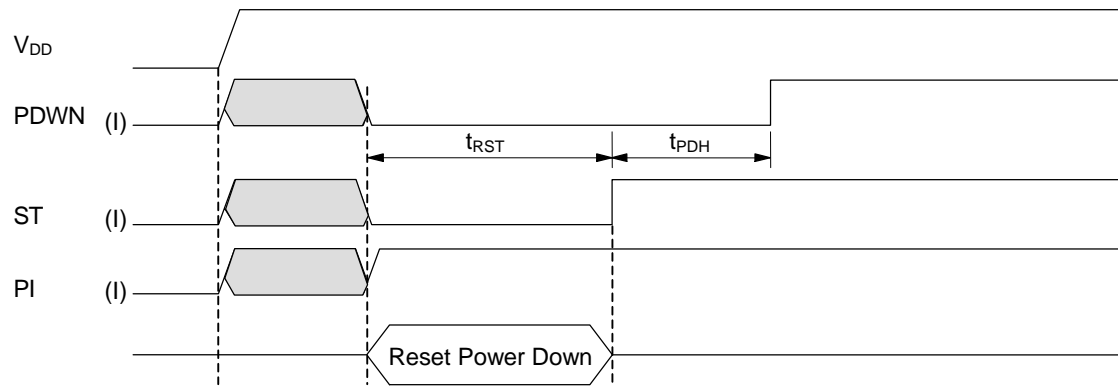 VDD
PDWN (I)
tRST
tPDH
ST (I)
PI (I)
Reset Power Down